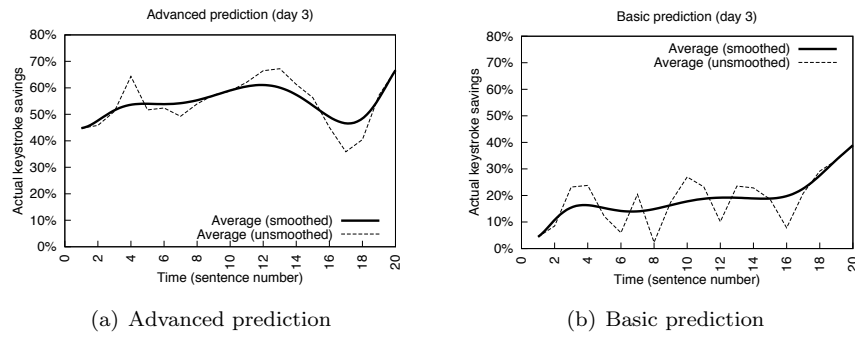 Advanced prediction (day 3)
80%
70%
60%
50%
40%
30%
20%
10%
0%
Actual keystroke savings
Average (smoothed)
Average (unsmoothed)
0 2 4 6 8 10 12 14 16 18 20
Time (sentence number)
(a) Advanced prediction
Basic prediction (day 3)
80%
70%
60%
50%
40%
30%
20%
10%
0%
Actual keystroke savings
Average (smoothed)
Average (unsmoothed)
0 2 4 6 8 10 12 14 16 18 20
Time (sentence number)
(b) Basic prediction